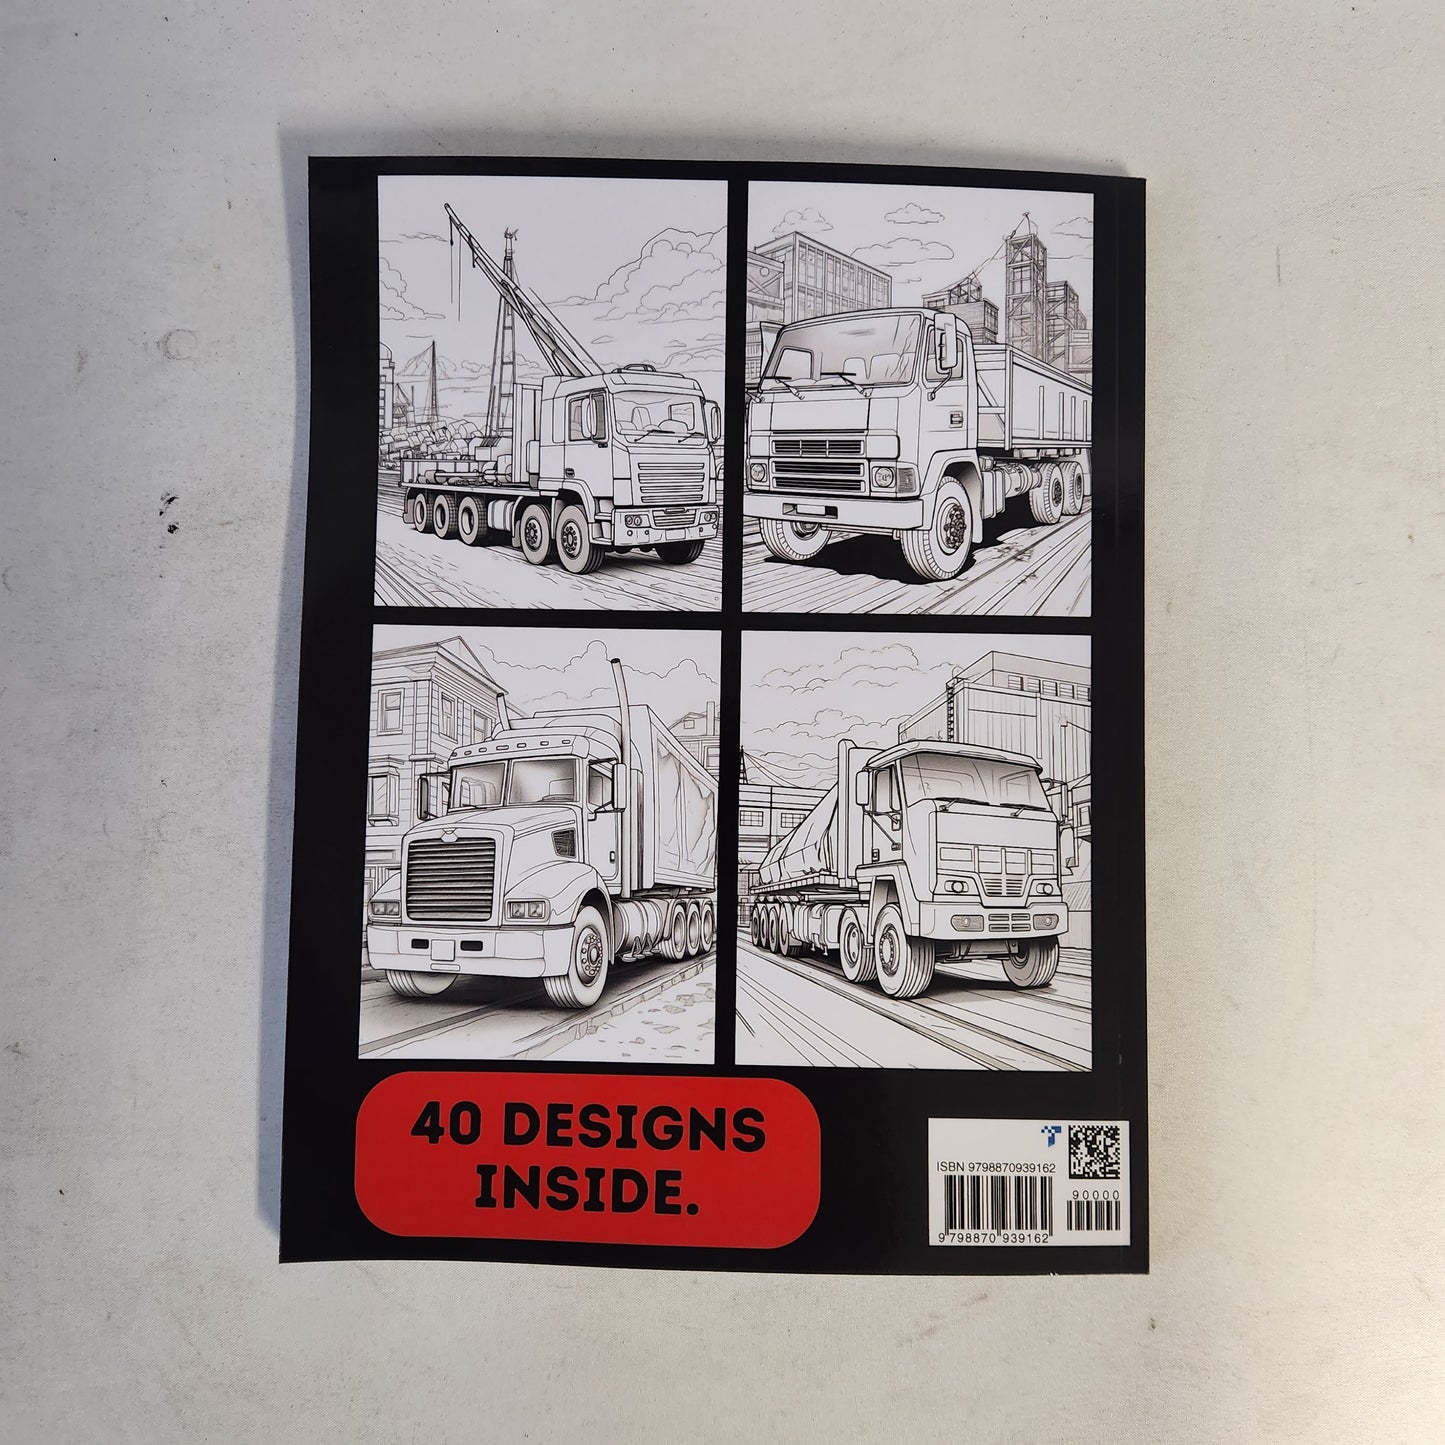 40 DESIGNS
INSIDE.
ISBN 9798870939162
90000
9 798870 939162